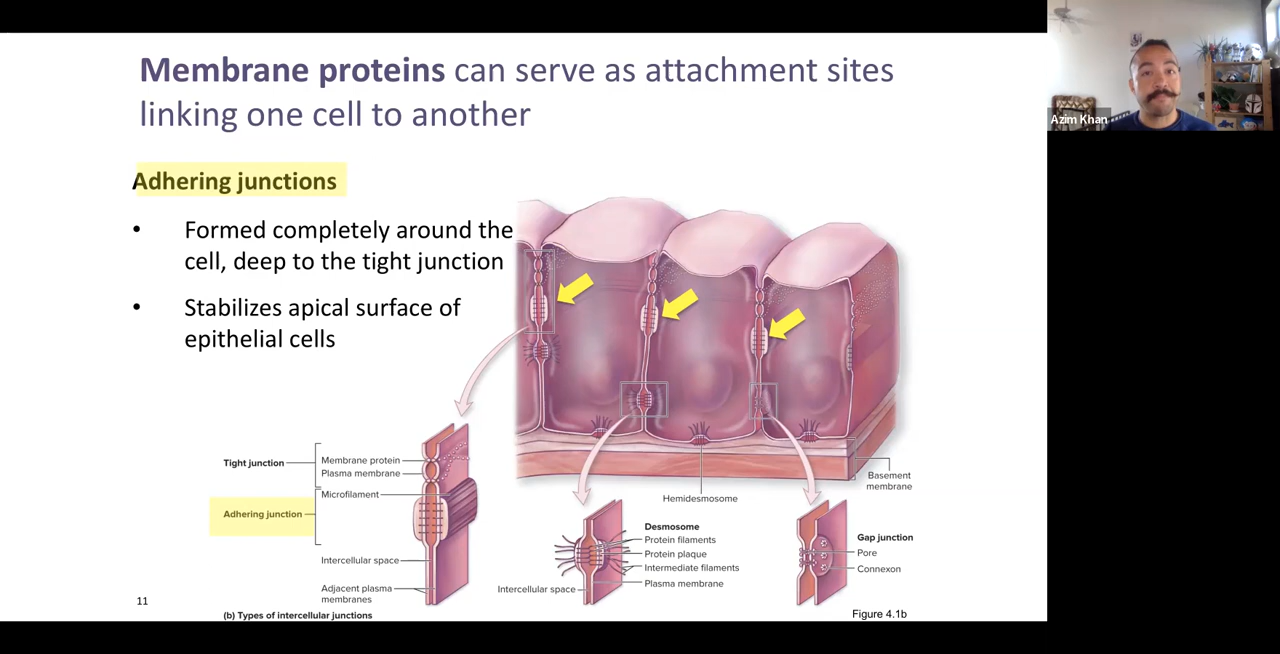 Membrane proteins can serve as attachment sites
linking one cell to another
Azim Khan
Adhering junctions
• Formed completely around the
cell, deep to the tight junction
• Stabilizes apical surface of
epithelial cells
Tight junction
Membrane protein
Plasma membrane
Microfilament
Adhering junction
Intercellular space
Adjacent plasma
membranes
Hemidesmosome
Basement
membrane
Desmosome
Protein filaments
Protein plaque
Intermediate filaments
Plasma membrane
Intercellular space
Gap junction
Pore
Connexon
11
(b) Types of intercellular junctions
Figure 4.1b